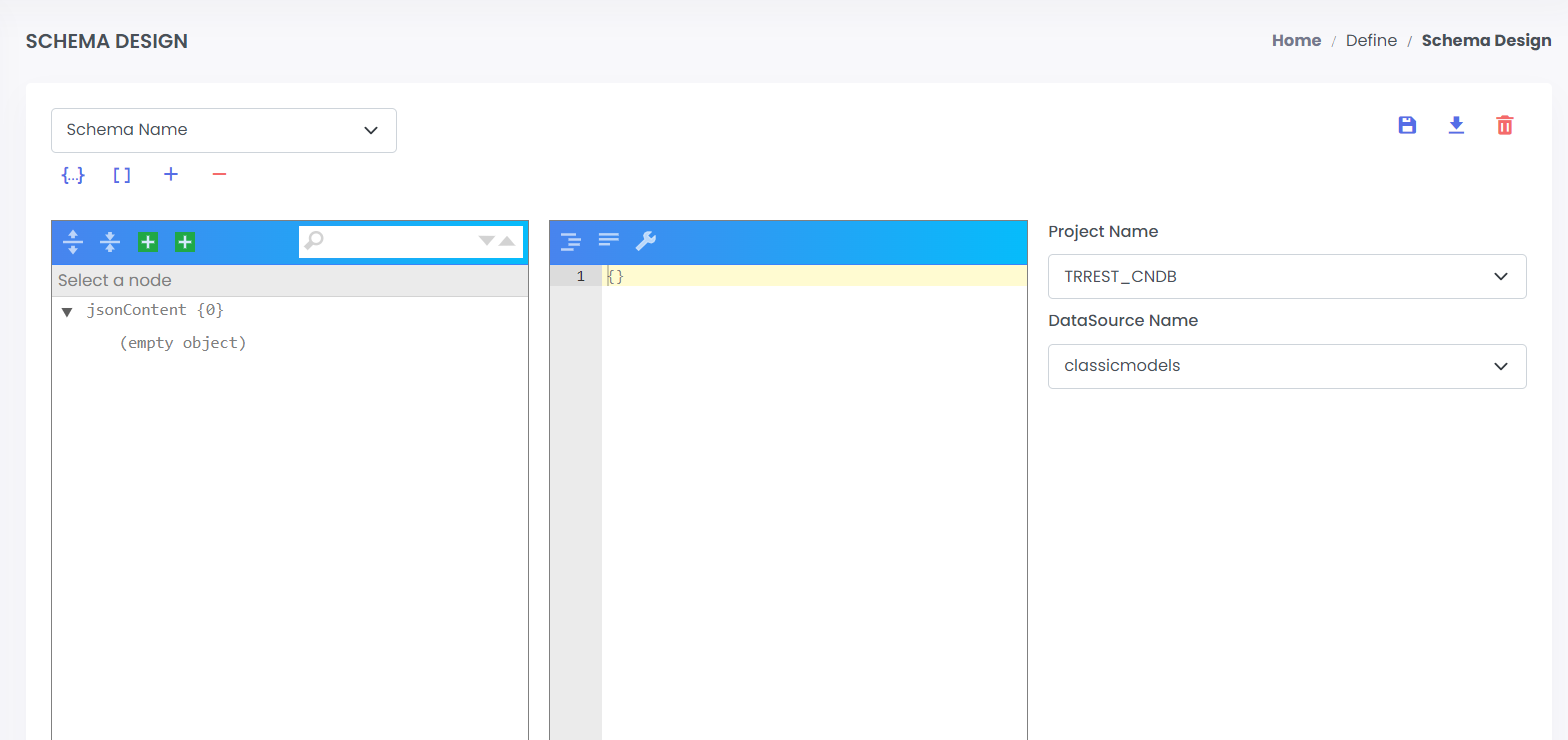 SCHEMA DESIGN
Home / Define / Schema Design
Schema Name
{...} [ ] + −
Project Name
Select a node
1 {}
TRREST_CNDB
jsonContent {0}
DataSource Name
(empty object)
classicmodels